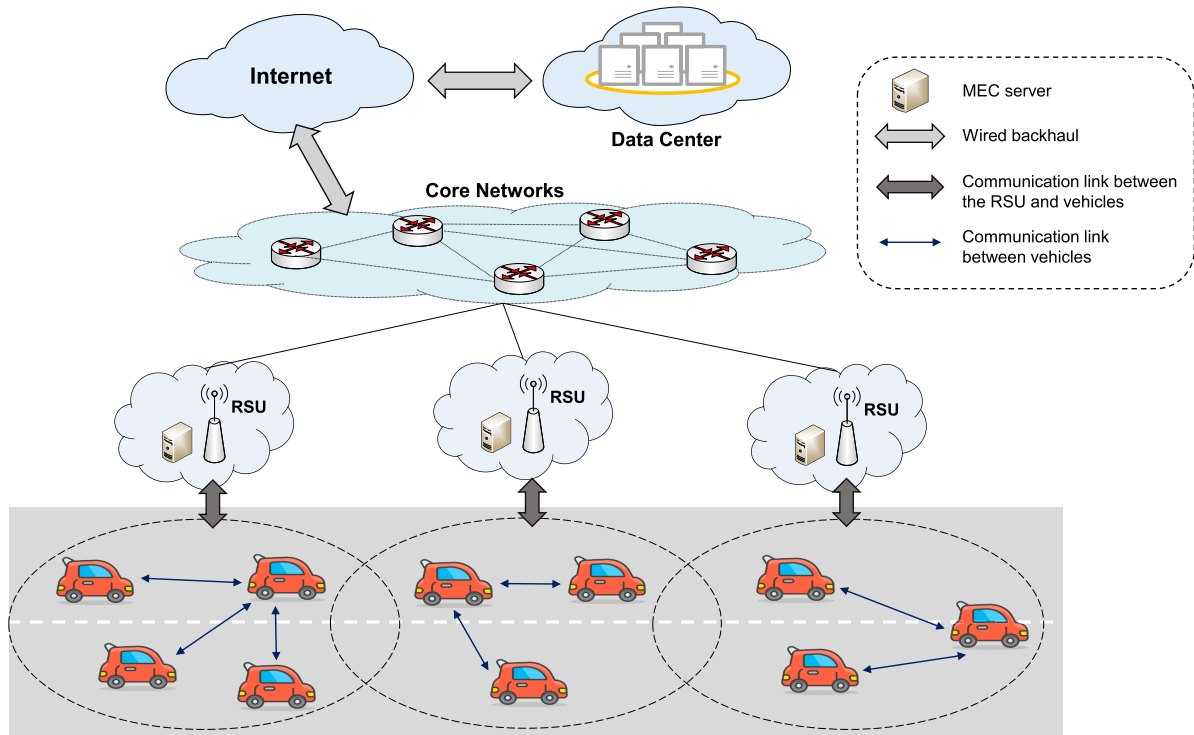 Internet
Data Center
MEC server
Wired backhaul
Communication link between
the RSU and vehicles
Communication link
between vehicles
Core Networks
RSU
RSU
RSU